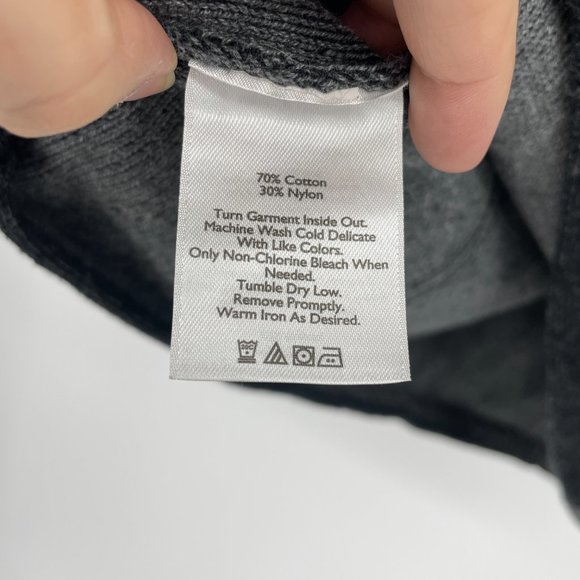 70% Cotton
30% Nylon
Turn Garment Inside Out.
Machine Wash Cold Delicate
With Like Colors.
Only Non-Chlorine Bleach When
Needed.
Tumble Dry Low.
Remove Promptly.
Warm Iron As Desired.